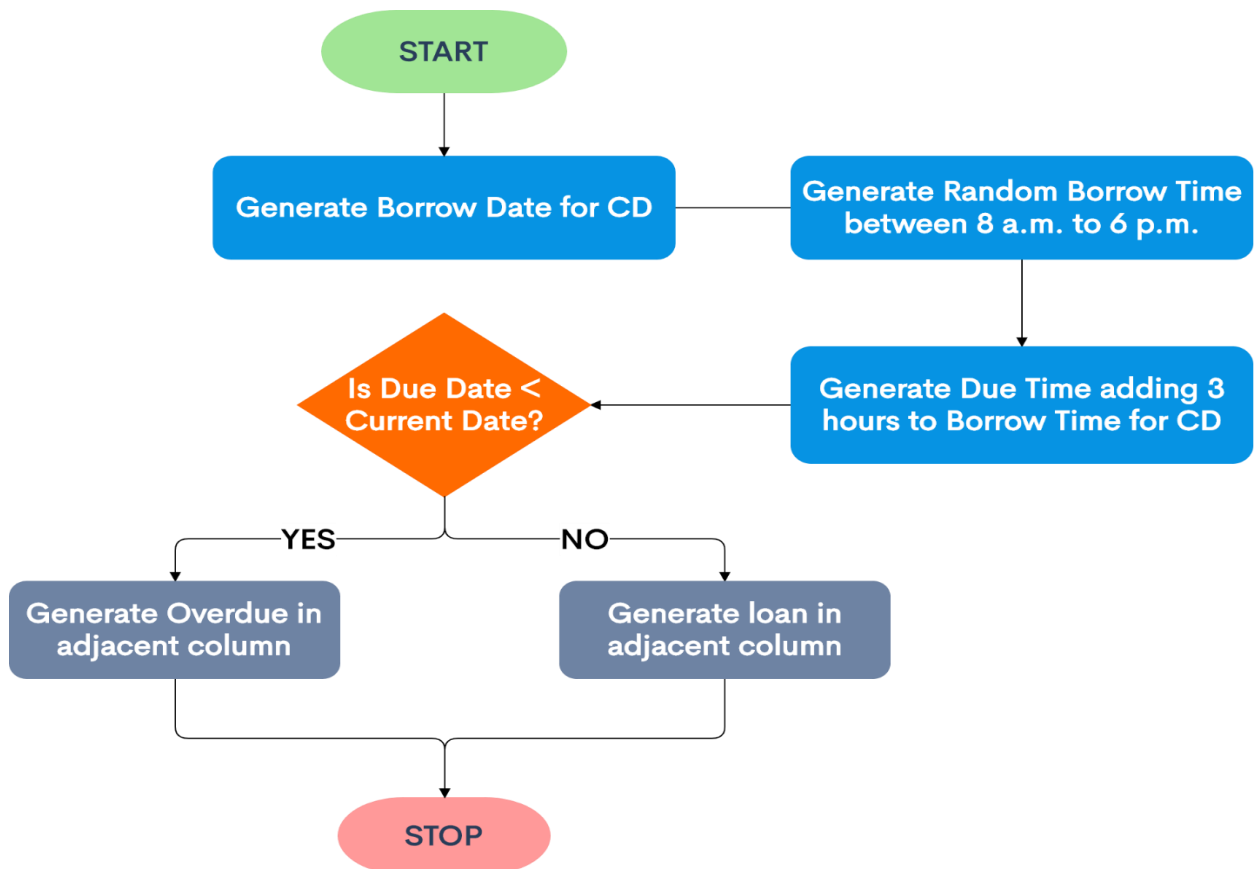 START
Generate Borrow Date for CD
Generate Random Borrow Time
between 8 a.m. to 6 p.m.
Generate Due Time adding 3
hours to Borrow Time for CD
Is Due Date <
Current Date?
YES
NO
Generate Overdue in
adjacent column
Generate loan in
adjacent column
STOP